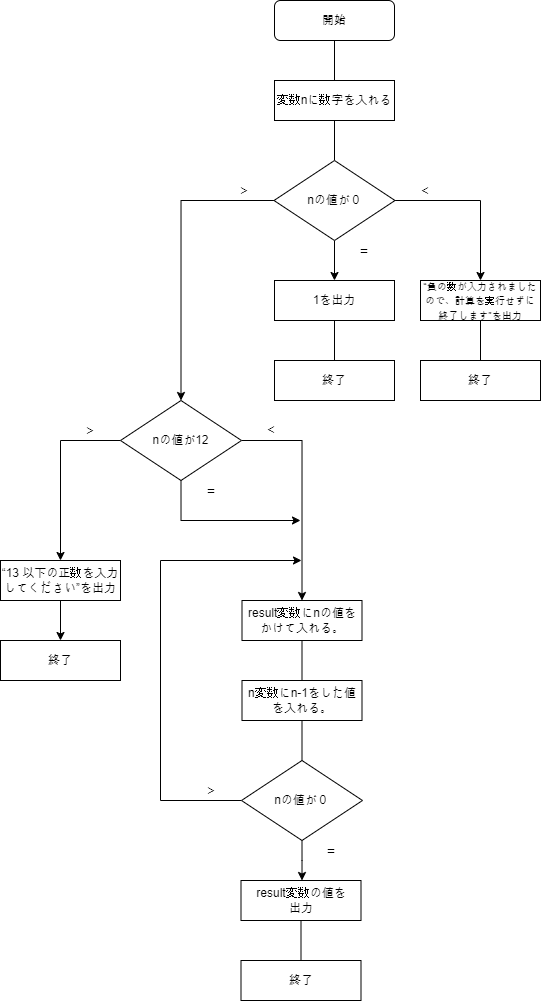 開始
変数nに数字を入れる
nの値が０
>
<
=
1を出力
“負の数が入力されました
ので、計算を実行せずに
終了します”を出力
終了
終了
nの値が12
>
<
=
“13 以下の正数を入力
してください”を出力
終了
result変数にnの値を
かけて入れる。
n変数にn-1をした値
を入れる。
nの値が０
>
=
result変数の値を
出力
終了